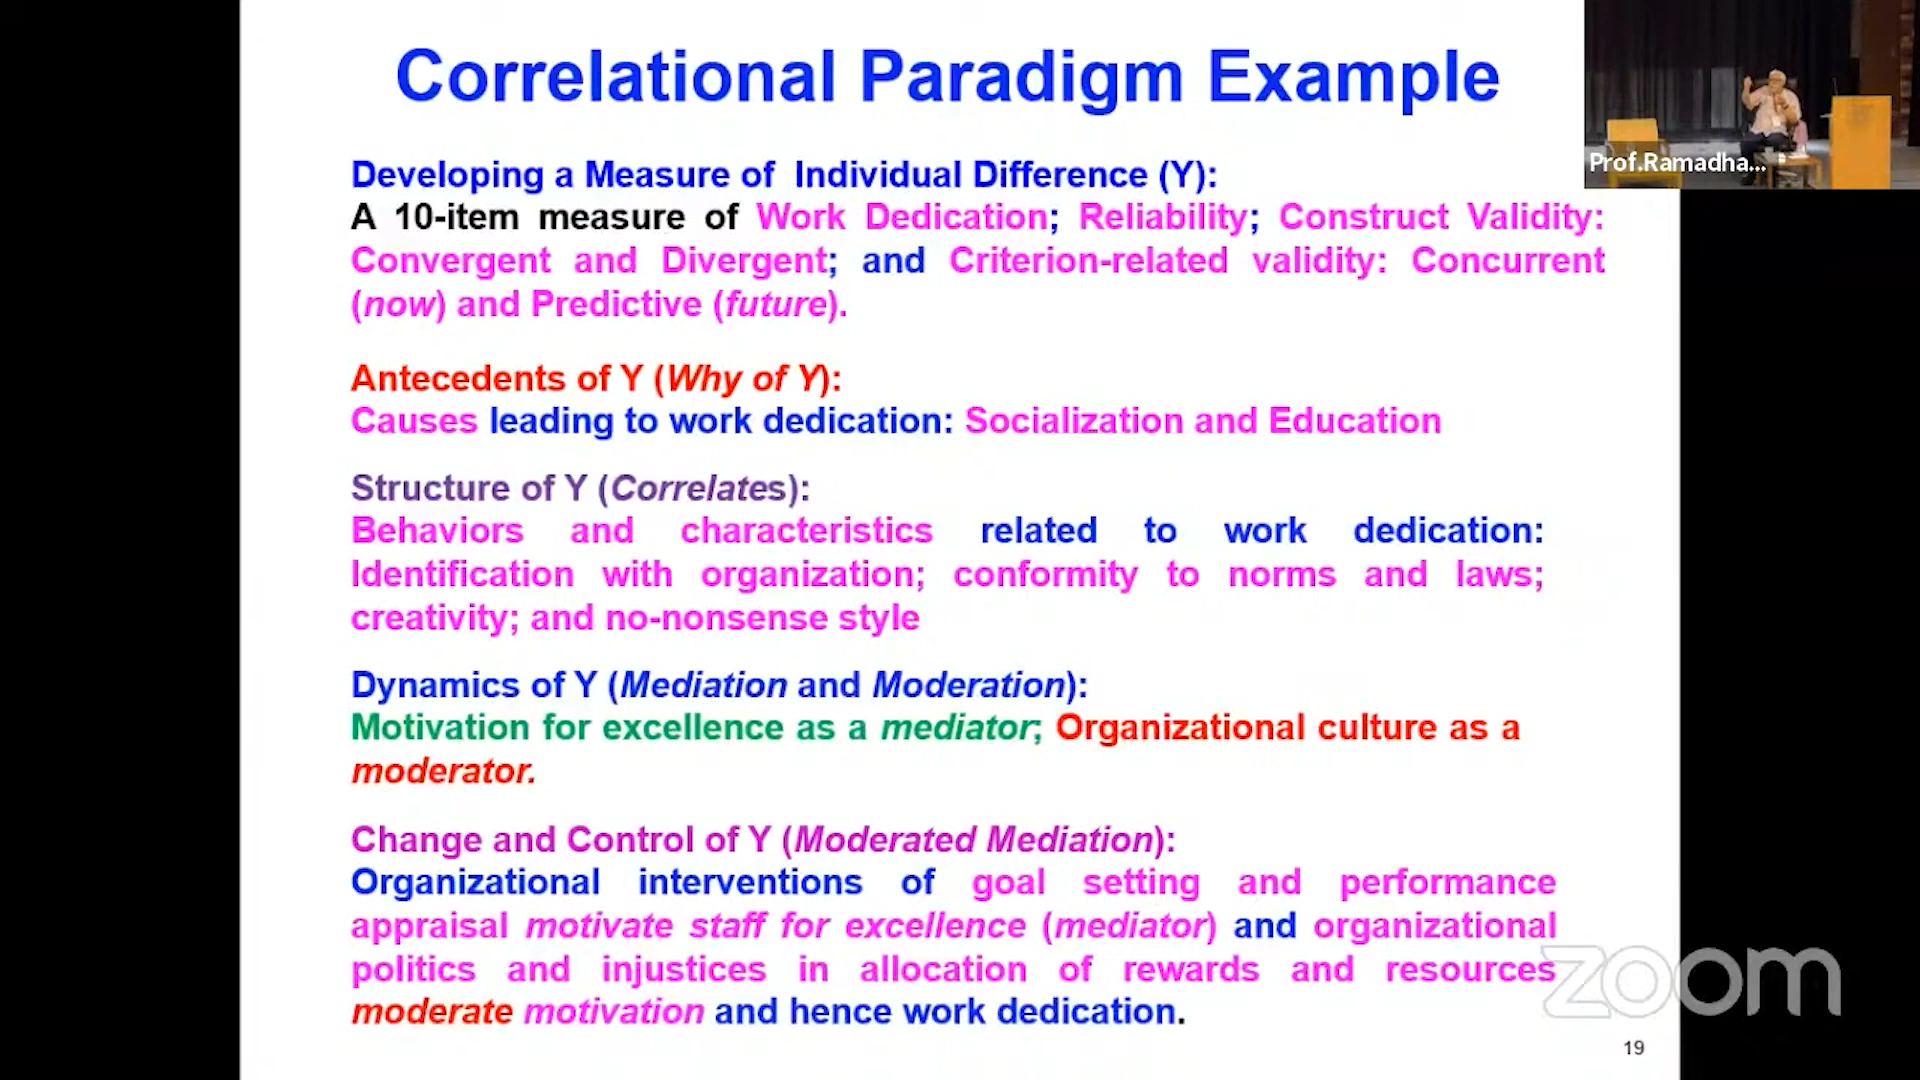 Correlational Paradigm Example
Prof.Ramadha...
Developing a Measure of Individual Difference (Y):
A 10-item measure of Work Dedication; Reliability; Construct Validity:
Convergent and Divergent; and Criterion-related validity: Concurrent
(now) and Predictive (future).
Antecedents of Y (Why of Y):
Causes leading to work dedication: Socialization and Education
Structure of Y (Correlates):
Behaviors and characteristics related to work dedication:
Identification with organization; conformity to norms and laws;
creativity; and no-nonsense style
Dynamics of Y (Mediation and Moderation):
Motivation for excellence as a mediator; Organizational culture as a
moderator.
Change and Control of Y (Moderated Mediation):
Organizational interventions of goal setting and performance
appraisal motivate staff for excellence (mediator) and organizational
politics and injustices in allocation of rewards and resources
moderate motivation and hence work dedication.
zoom
19